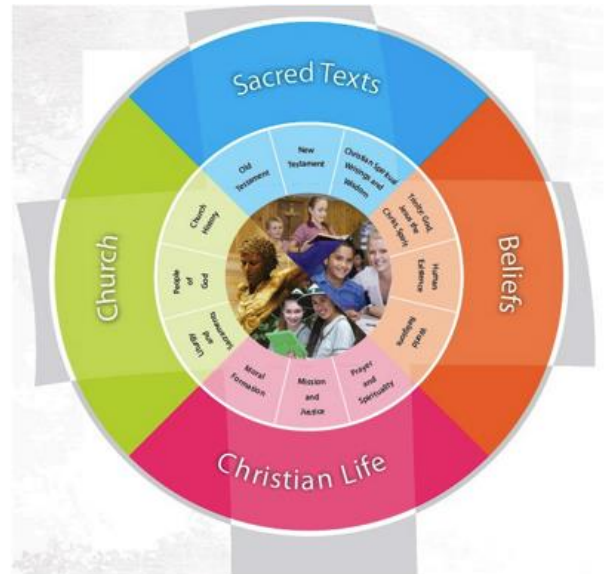 Sacred Texts
Old
Testament
New
Testament
Christian Spiritual
Writings and
Wisdom
Beliefs
Trinity: God,
Jesus the
Christ, Spirit
Human
Existence
World
Religions
Christian Life
Prayer
and
Spirituality
Mission
and
Justice
Moral
Formation
Church
Liturgy
and
Sacraments
People
of
God
Church
History